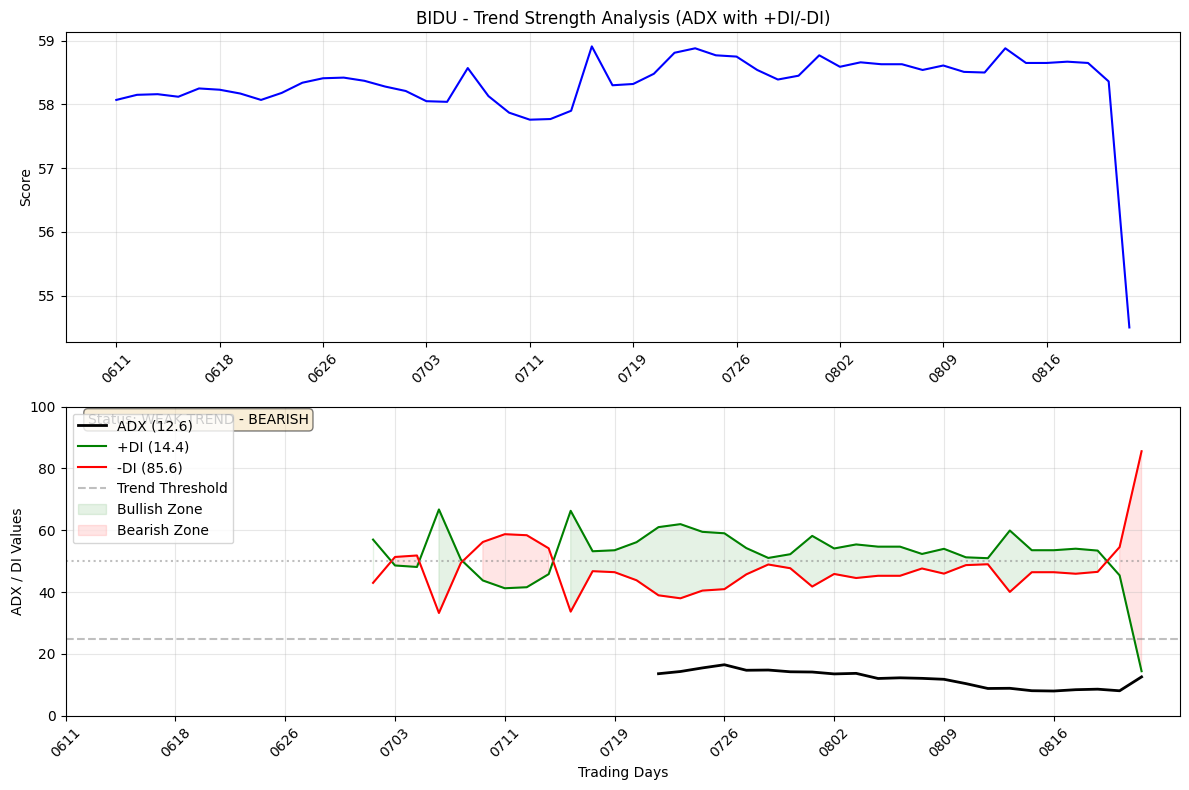 BIDU - Trend Strength Analysis (ADX with +DI/-DI)
59
58
57
56
55
Score
0611
0618
0626
0703
0711
0719
0726
0802
0809
0816
100
80
60
40
20
0
ADX / DI Values
Status: WEAK TREND - BEARISH
ADX (12.6)
+DI (14.4)
-DI (85.6)
Trend Threshold
Bullish Zone
Bearish Zone
0611
0618
0626
0703
0711
0719
0726
0802
0809
0816
Trading Days